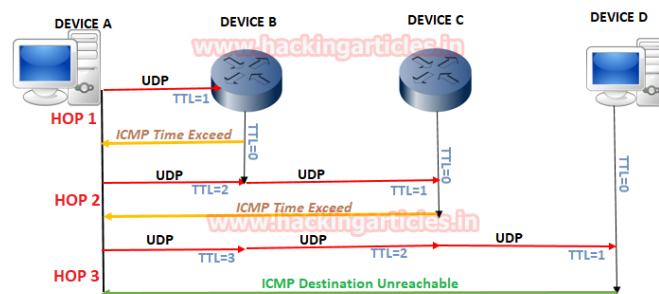 DEVICE A
DEVICE B
DEVICE C
DEVICE D
www.hackingarticles.in
UDP
TTL=1
HOP 1
ICMP Time Exceed
TTL=0
UDP
TTL=2
UDP
TTL=1
TTL=0
HOP 2
ICMP Time Exceed
www.hackingarticles.in
UDP
TTL=3
UDP
TTL=2
UDP
TTL=1
TTL=0
HOP 3
ICMP Destination Unreachable